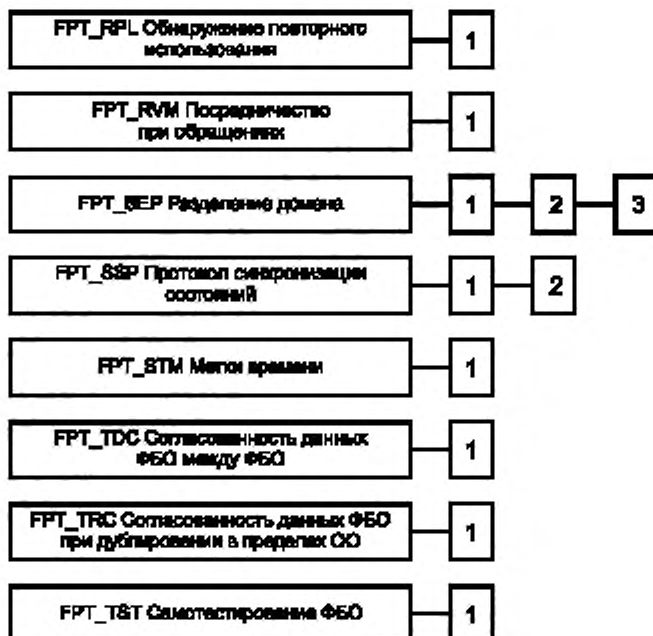 FPT_RPL Обнаружение повторного
использования
1
FPT_RVM Посредничество
при обращениях
1
FPT_SEP Разделение домена
1
2
3
FPT_SSP Протокол синхронизации
состояний
1
2
FPT_STM Метки времени
1
FPT_TDC Согласованность данных
ФБО между ФБО
1
FPT_TRC Согласованность данных ФБО
при дублировании в пределах ОО
1
FPT_TST Самотестирование ФБО
1